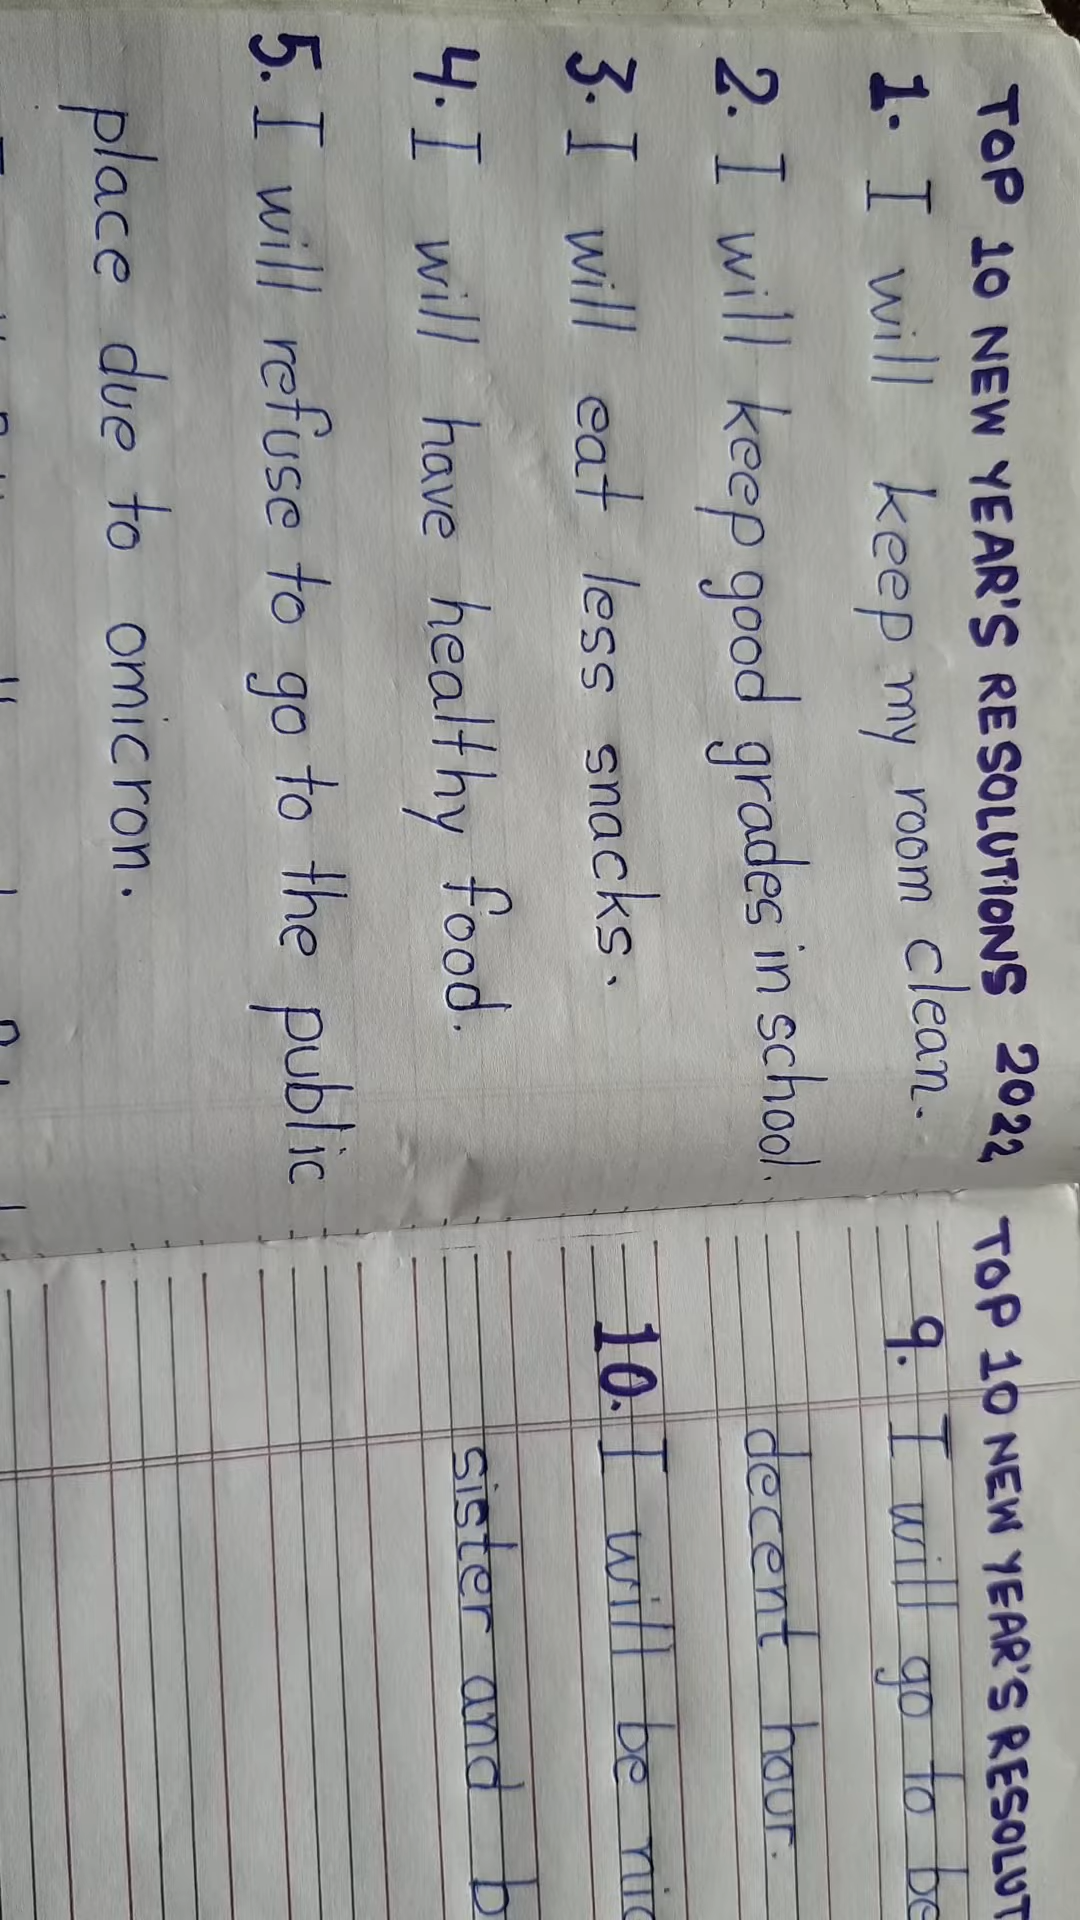 TOP 10 NEW YEAR'S RESOLUTIONS 2022
1. I will keep my room clean.
2. I will keep good grades in school.
3. I will eat less snacks.
4. I will have healthy food.
5. I will refuse to go to the public
place due to omicron.
TOP 10 NEW YEAR'S RESOLUT
9. I will go to be
decent hour.
10. I will be nic
sister and b